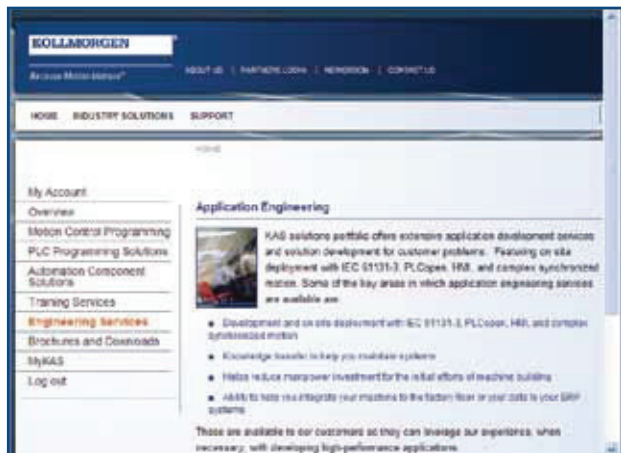 KOLLMORGEN
Because Motion Matters™
ABOUT US | PARTNERS LOGIN | NEWSROOM | CONTACT US
HOME INDUSTRY SOLUTIONS SUPPORT
HOME
My Account
Overview
Motion Control Programming
PLC Programming Solutions
Automation Component
Solutions
Training Services
Engineering Services
Brochures and Downloads
MyKAS
Log out
Application Engineering
KAS solutions portfolio offers extensive application development services
and solution development for customer problems. Featuring on site
deployment with IEC 61131-3, PLCopen, HMI, and complex synchronized
motion. Some of the key areas in which application engineering services
are available are:
Development and on site deployment with IEC 61131-3, PLCopen, HMI, and complex
synchronized motion
Knowledge transfer to help you maintain systems
Helps reduce manpower investment for the initial efforts of machine building
Ability to help you integrate your machine to the factory floor or your data to your ERP
systems
These are available to our customers so they can leverage our experience, when
necessary, with developing high-performance applications.